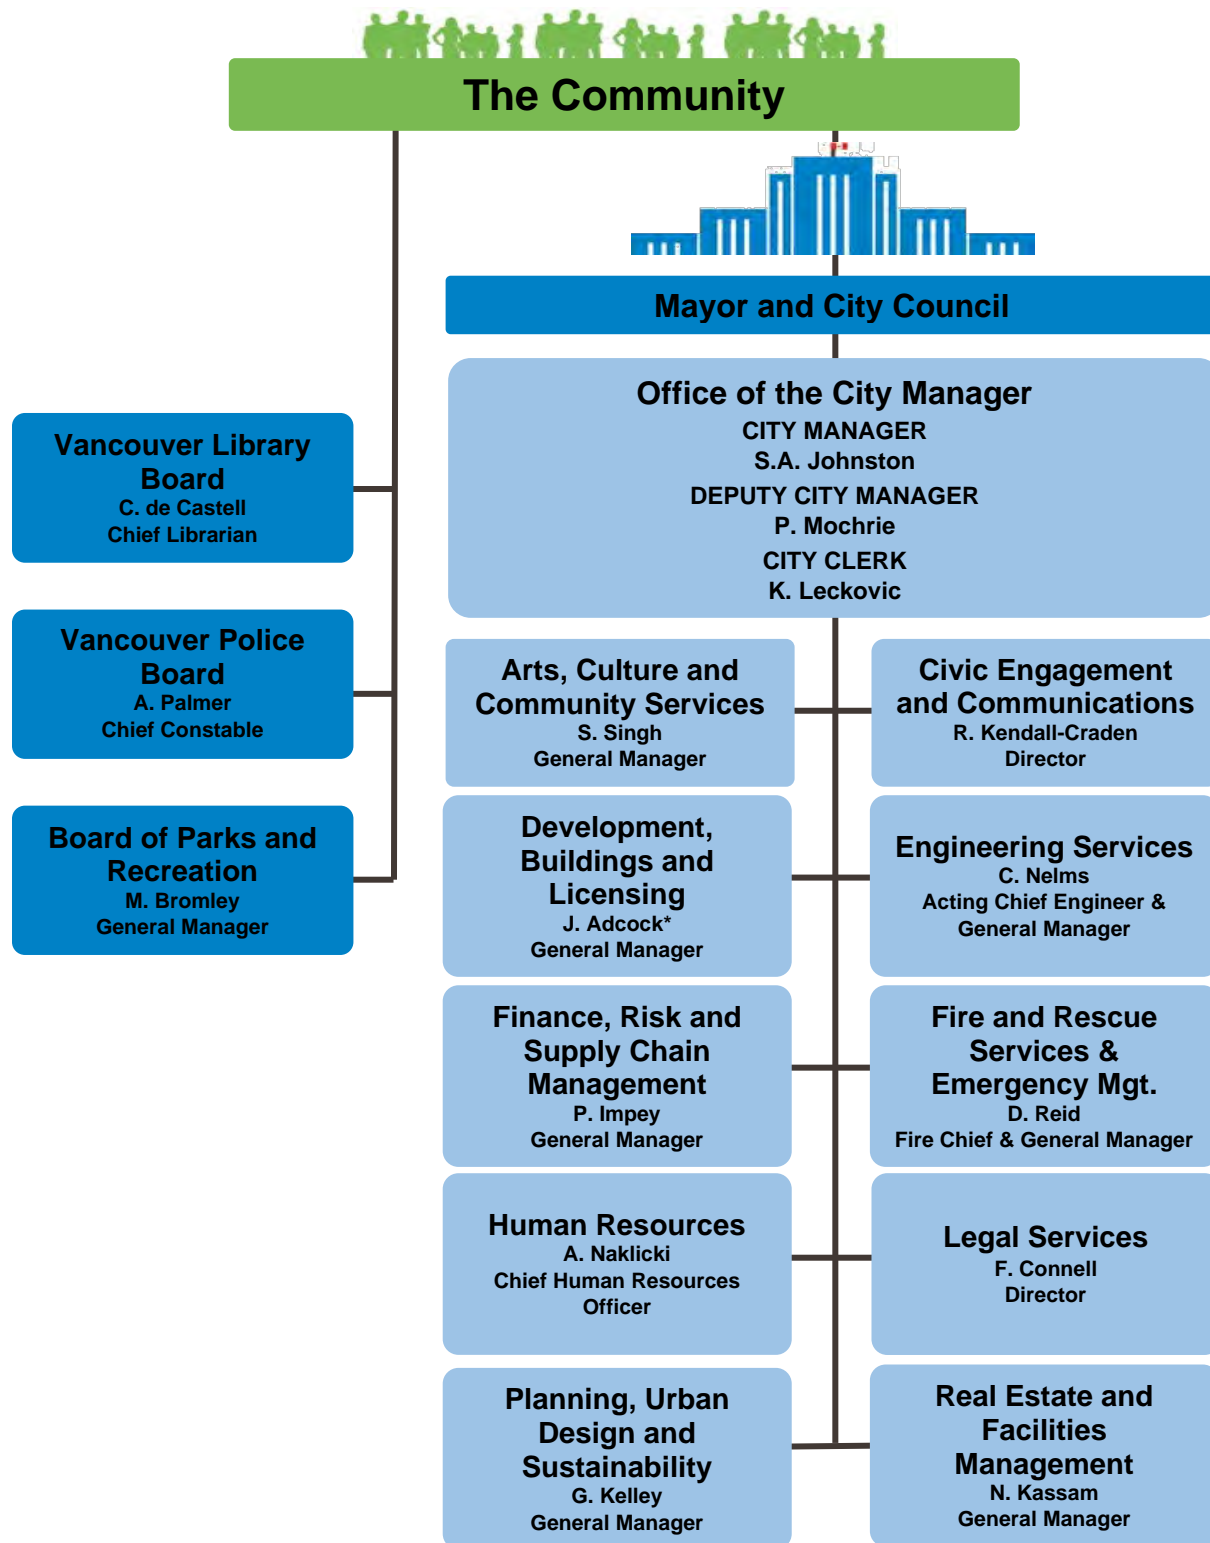 The Community
Mayor and City Council
Office of the City Manager
CITY MANAGER
S.A. Johnston
DEPUTY CITY MANAGER
P. Mochrie
CITY CLERK
K. Leckovic
Vancouver Library
Board
C. de Castell
Chief Librarian
Vancouver Police
Board
A. Palmer
Chief Constable
Board of Parks and
Recreation
M. Bromley
General Manager
Arts, Culture and
Community Services
S. Singh
General Manager
Civic Engagement
and Communications
R. Kendall-Craden
Director
Development,
Buildings and
Licensing
J. Adcock*
General Manager
Engineering Services
C. Nelms
Acting Chief Engineer &
General Manager
Finance, Risk and
Supply Chain
Management
P. Impey
General Manager
Fire and Rescue
Services &
Emergency Mgt.
D. Reid
Fire Chief & General Manager
Human Resources
A. Naklicki
Chief Human Resources
Officer
Legal Services
F. Connell
Director
Planning, Urban
Design and
Sustainability
G. Kelley
General Manager
Real Estate and
Facilities
Management
N. Kassam
General Manager